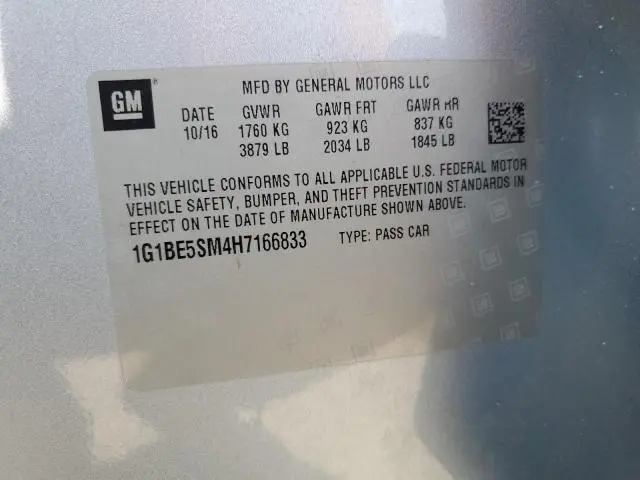 GM ® MFD BY GENERAL MOTORS LLC
DATE GVWR GAWR FRT GAWR RR
10/16 1760 KG 923 KG 837 KG
3879 LB 2034 LB 1845 LB
THIS VEHICLE CONFORMS TO ALL APPLICABLE U.S. FEDERAL MOTOR
VEHICLE SAFETY, BUMPER, AND THEFT PREVENTION STANDARDS IN
EFFECT ON THE DATE OF MANUFACTURE SHOWN ABOVE.
1G1BE5SM4H7166833 TYPE: PASS CAR